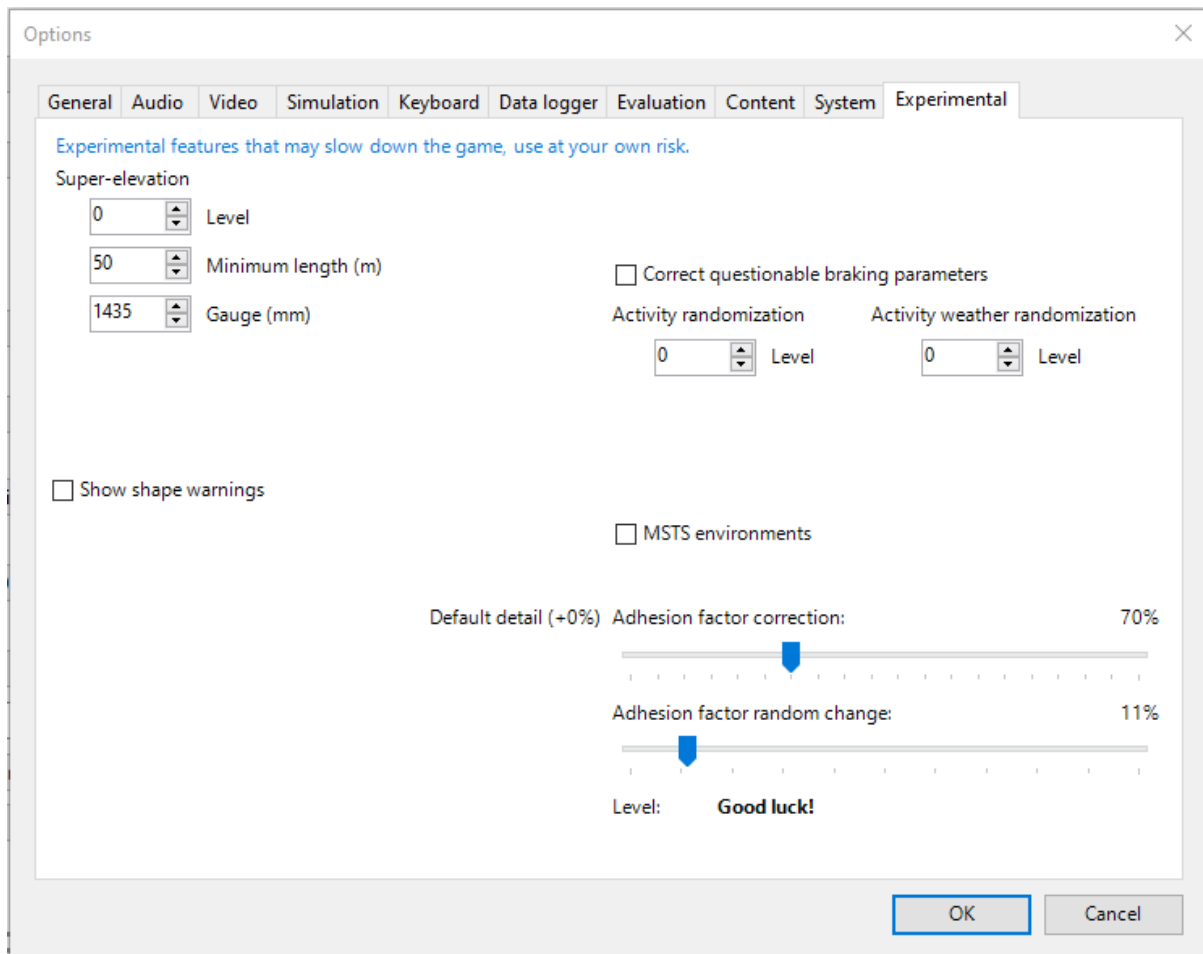 Options
General Audio Video Simulation Keyboard Data logger Evaluation Content System Experimental
Experimental features that may slow down the game, use at your own risk.
Super-elevation
0 Level
50 Minimum length (m)
1435 Gauge (mm)
Correct questionable braking parameters
Activity randomization Activity weather randomization
0 Level 0 Level
Show shape warnings
MSTS environments
Default detail (+0%) Adhesion factor correction: 70%
Adhesion factor random change: 11%
Level: Good luck!
OK Cancel